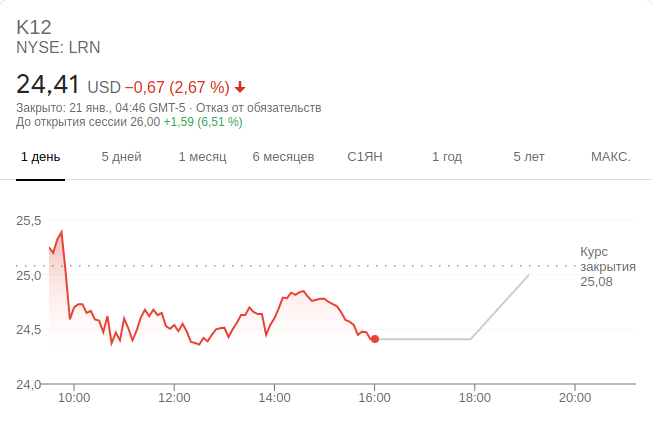 K12
NYSE: LRN
24,41 USD −0,67 (2,67 %)
Закрыто: 21 янв., 04:46 GMT-5 · Отказ от обязательств
До открытия сессии 26,00 +1,59 (6,51 %)
1 день 5 дней 1 месяц 6 месяцев С1ЯН 1 год 5 лет МАКС.
25,5
25,0
24,5
24,0
Курс
закрытия
25,08
10:00 12:00 14:00 16:00 18:00 20:00